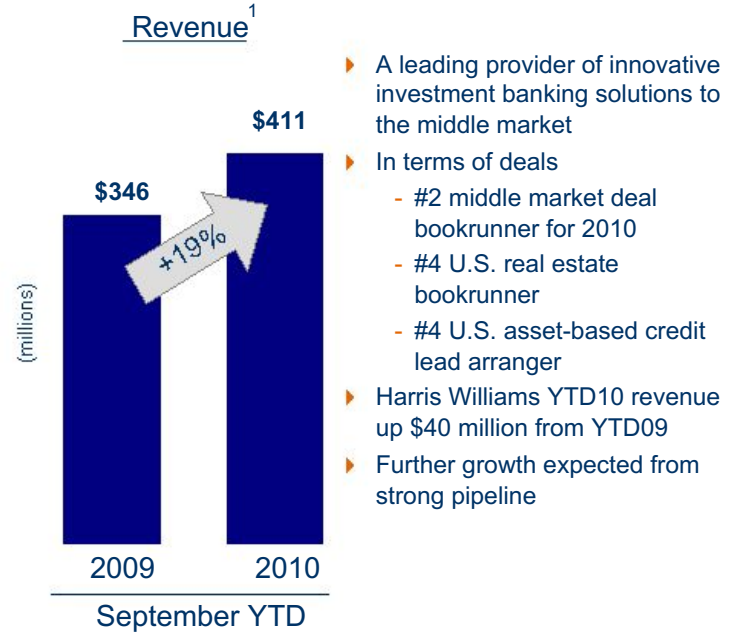 Revenue1
$411
$346
+19%
(millions)
2009
2010
September YTD
A leading provider of innovative
investment banking solutions to
the middle market
In terms of deals
- #2 middle market deal
bookrunner for 2010
- #4 U.S. real estate
bookrunner
- #4 U.S. asset-based credit
lead arranger
Harris Williams YTD10 revenue
up $40 million from YTD09
Further growth expected from
strong pipeline